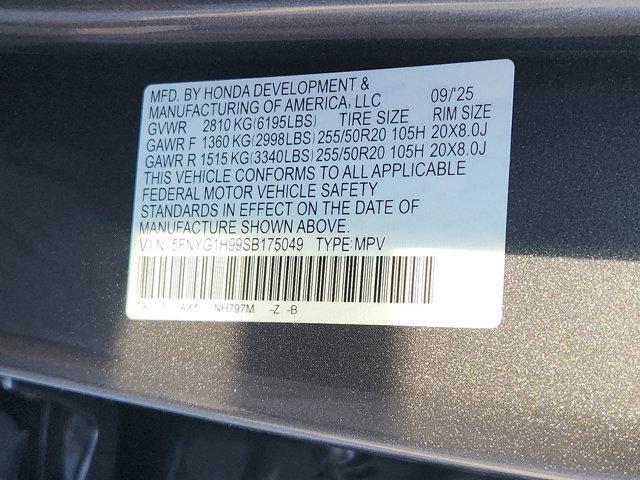 MFD. BY HONDA DEVELOPMENT &
MANUFACTURING OF AMERICA, LLC 09/'25
GVWR 2810 KG(6195LBS) TIRE SIZE RIM SIZE
GAWR F 1360 KG(2998LBS) 255/50R20 105H 20X8.0J
GAWR R 1515 KG(3340LBS) 255/50R20 105H 20X8.0J
THIS VEHICLE CONFORMS TO ALL APPLICABLE
FEDERAL MOTOR VEHICLE SAFETY
STANDARDS IN EFFECT ON THE DATE OF
MANUFACTURE SHOWN ABOVE.
5FNYG1H99SB175049 TYPE:MPV
NH797M -Z -B